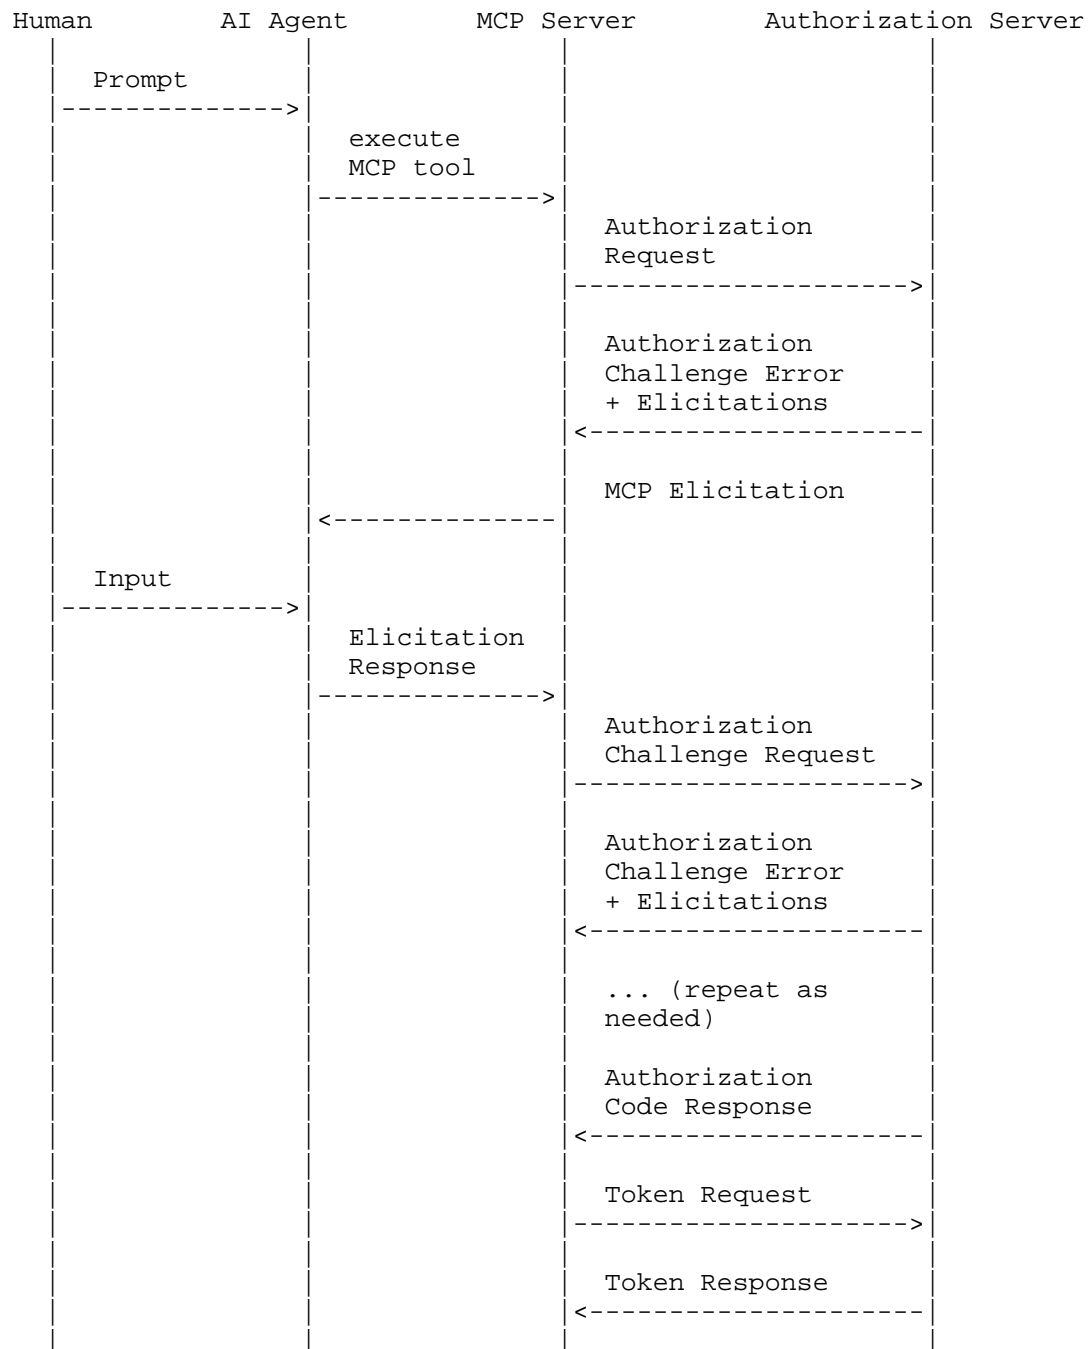 Human AI Agent MCP Server Authorization Server
Prompt
execute
MCP tool
Authorization
Request
Authorization
Challenge Error
+ Elicitations
MCP Elicitation
Input
Elicitation
Response
Authorization
Challenge Request
Authorization
Challenge Error
+ Elicitations
... (repeat as
needed)
Authorization
Code Response
Token Request
Token Response